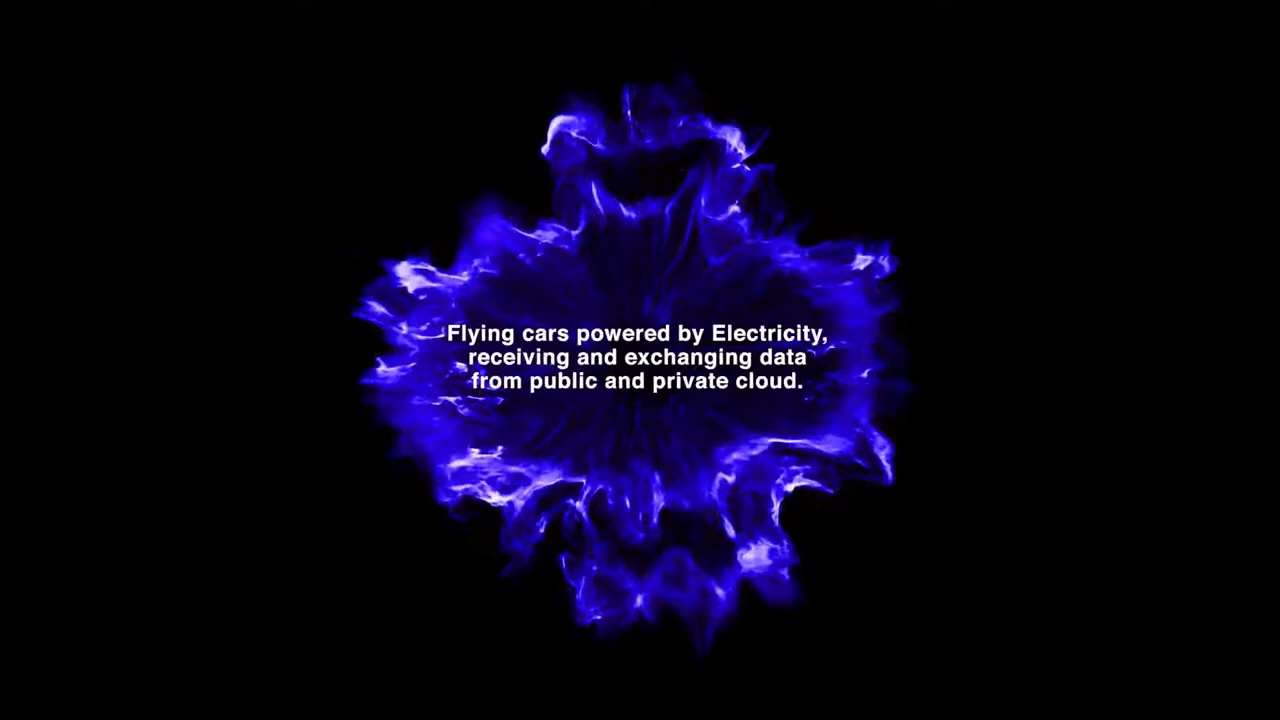 Flying cars powered by Electricity,
receiving and exchanging data
from public and private cloud.